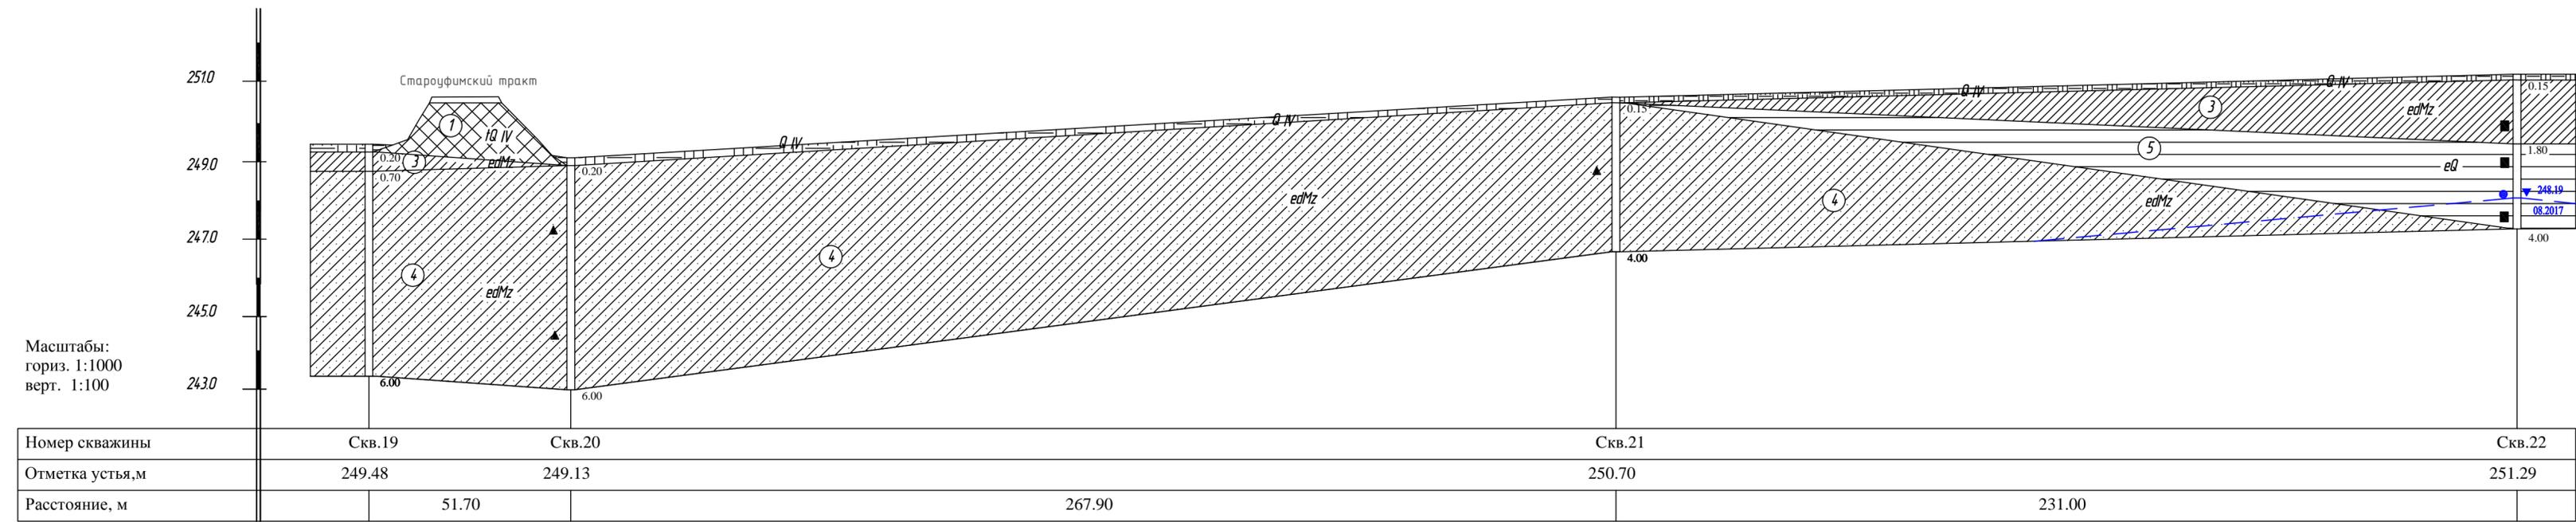 251.0
249.0
247.0
245.0
243.0
Масштабы:
гориз. 1:1000
верт. 1:100
Староуфимский тракт
1
tQ IV
0.20
3
edMz
0.70
4
edMz
6.00
0.20
6.00
Q IV
4
Q IV
edMz
0.15
4.00
Q IV
Q IV
3
edMz
5
eQ
4
edMz
0.15
1.80
248.19
08.2017
4.00
Номер скважины Скв.19 Скв.20 Скв.21 Скв.22
Отметка устья,м 249.48 249.13 250.70 251.29
Расстояние, м 51.70 267.90 231.00